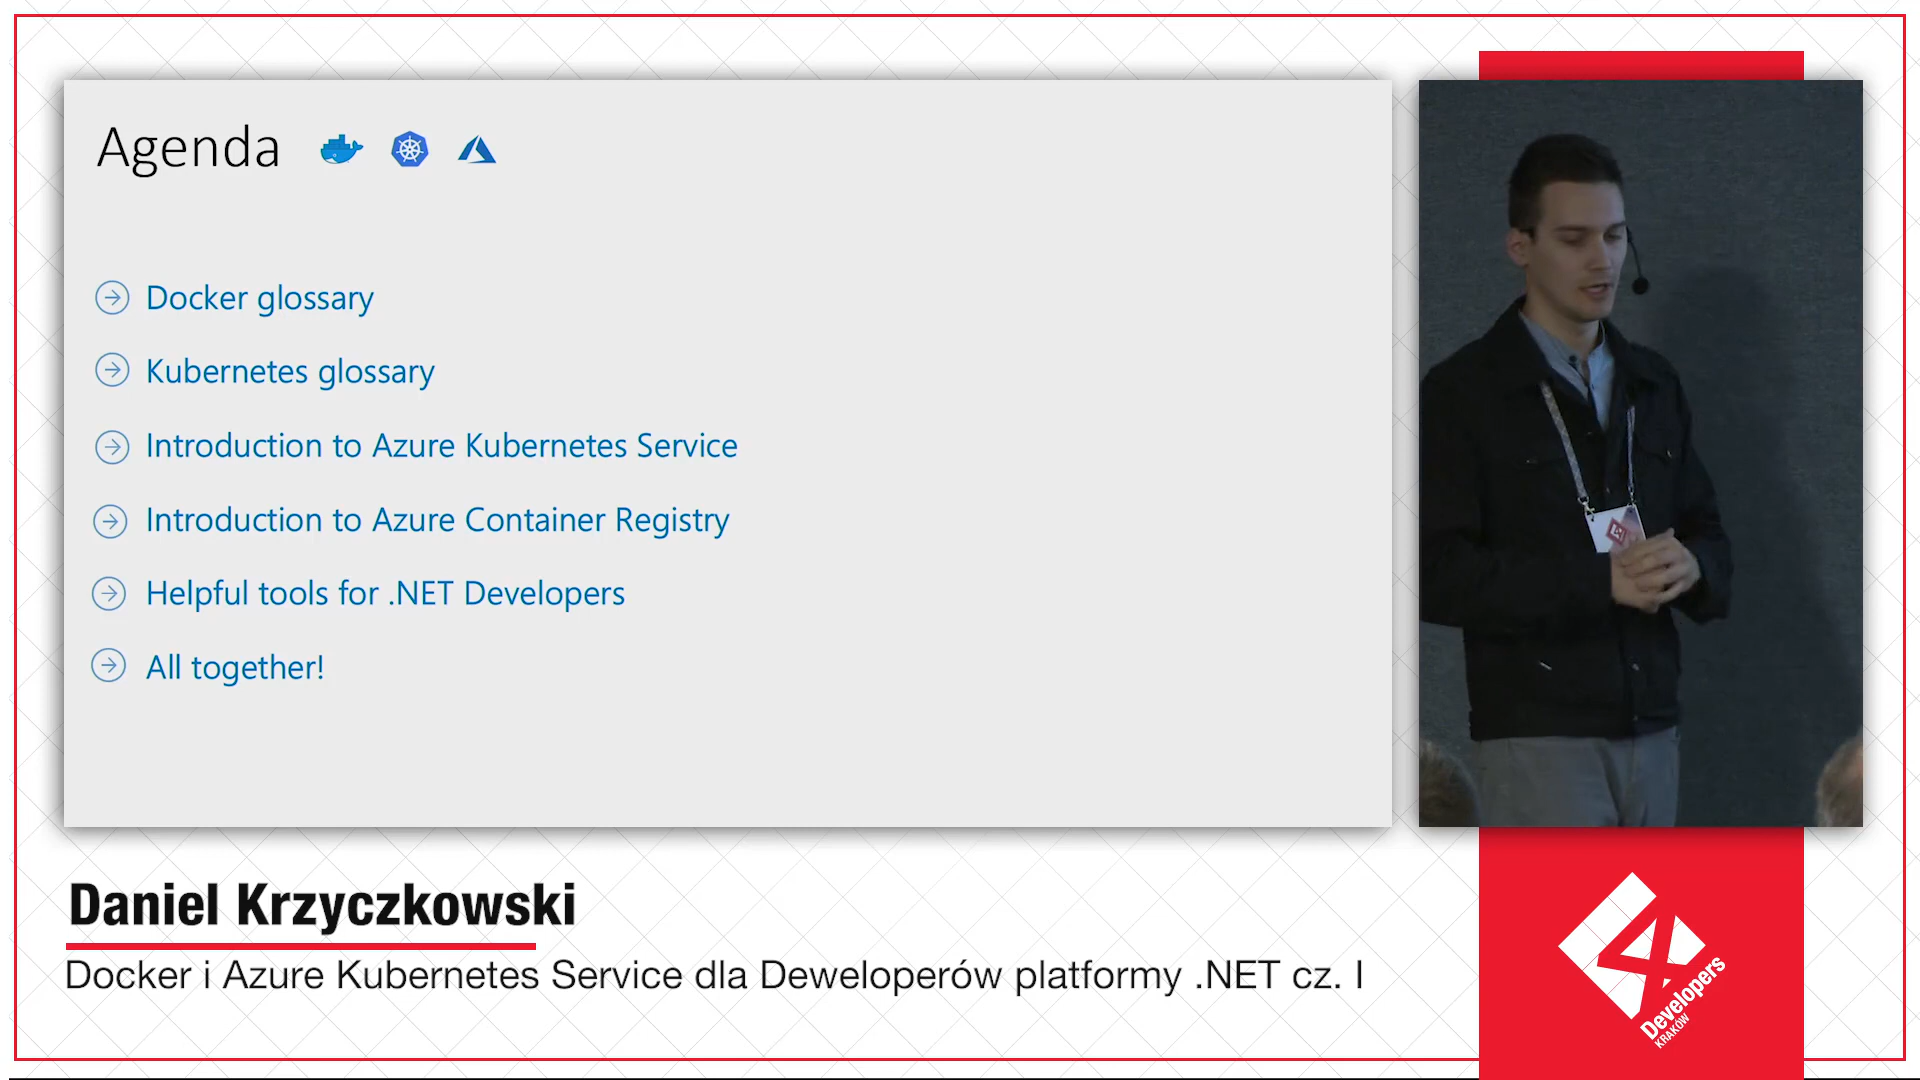 Agenda
Docker glossary
Kubernetes glossary
Introduction to Azure Kubernetes Service
Introduction to Azure Container Registry
Helpful tools for .NET Developers
All together!
Daniel Krzyczkowski
Docker i Azure Kubernetes Service dla Deweloperów platformy .NET cz. I
4
Developers
KRAKÓW